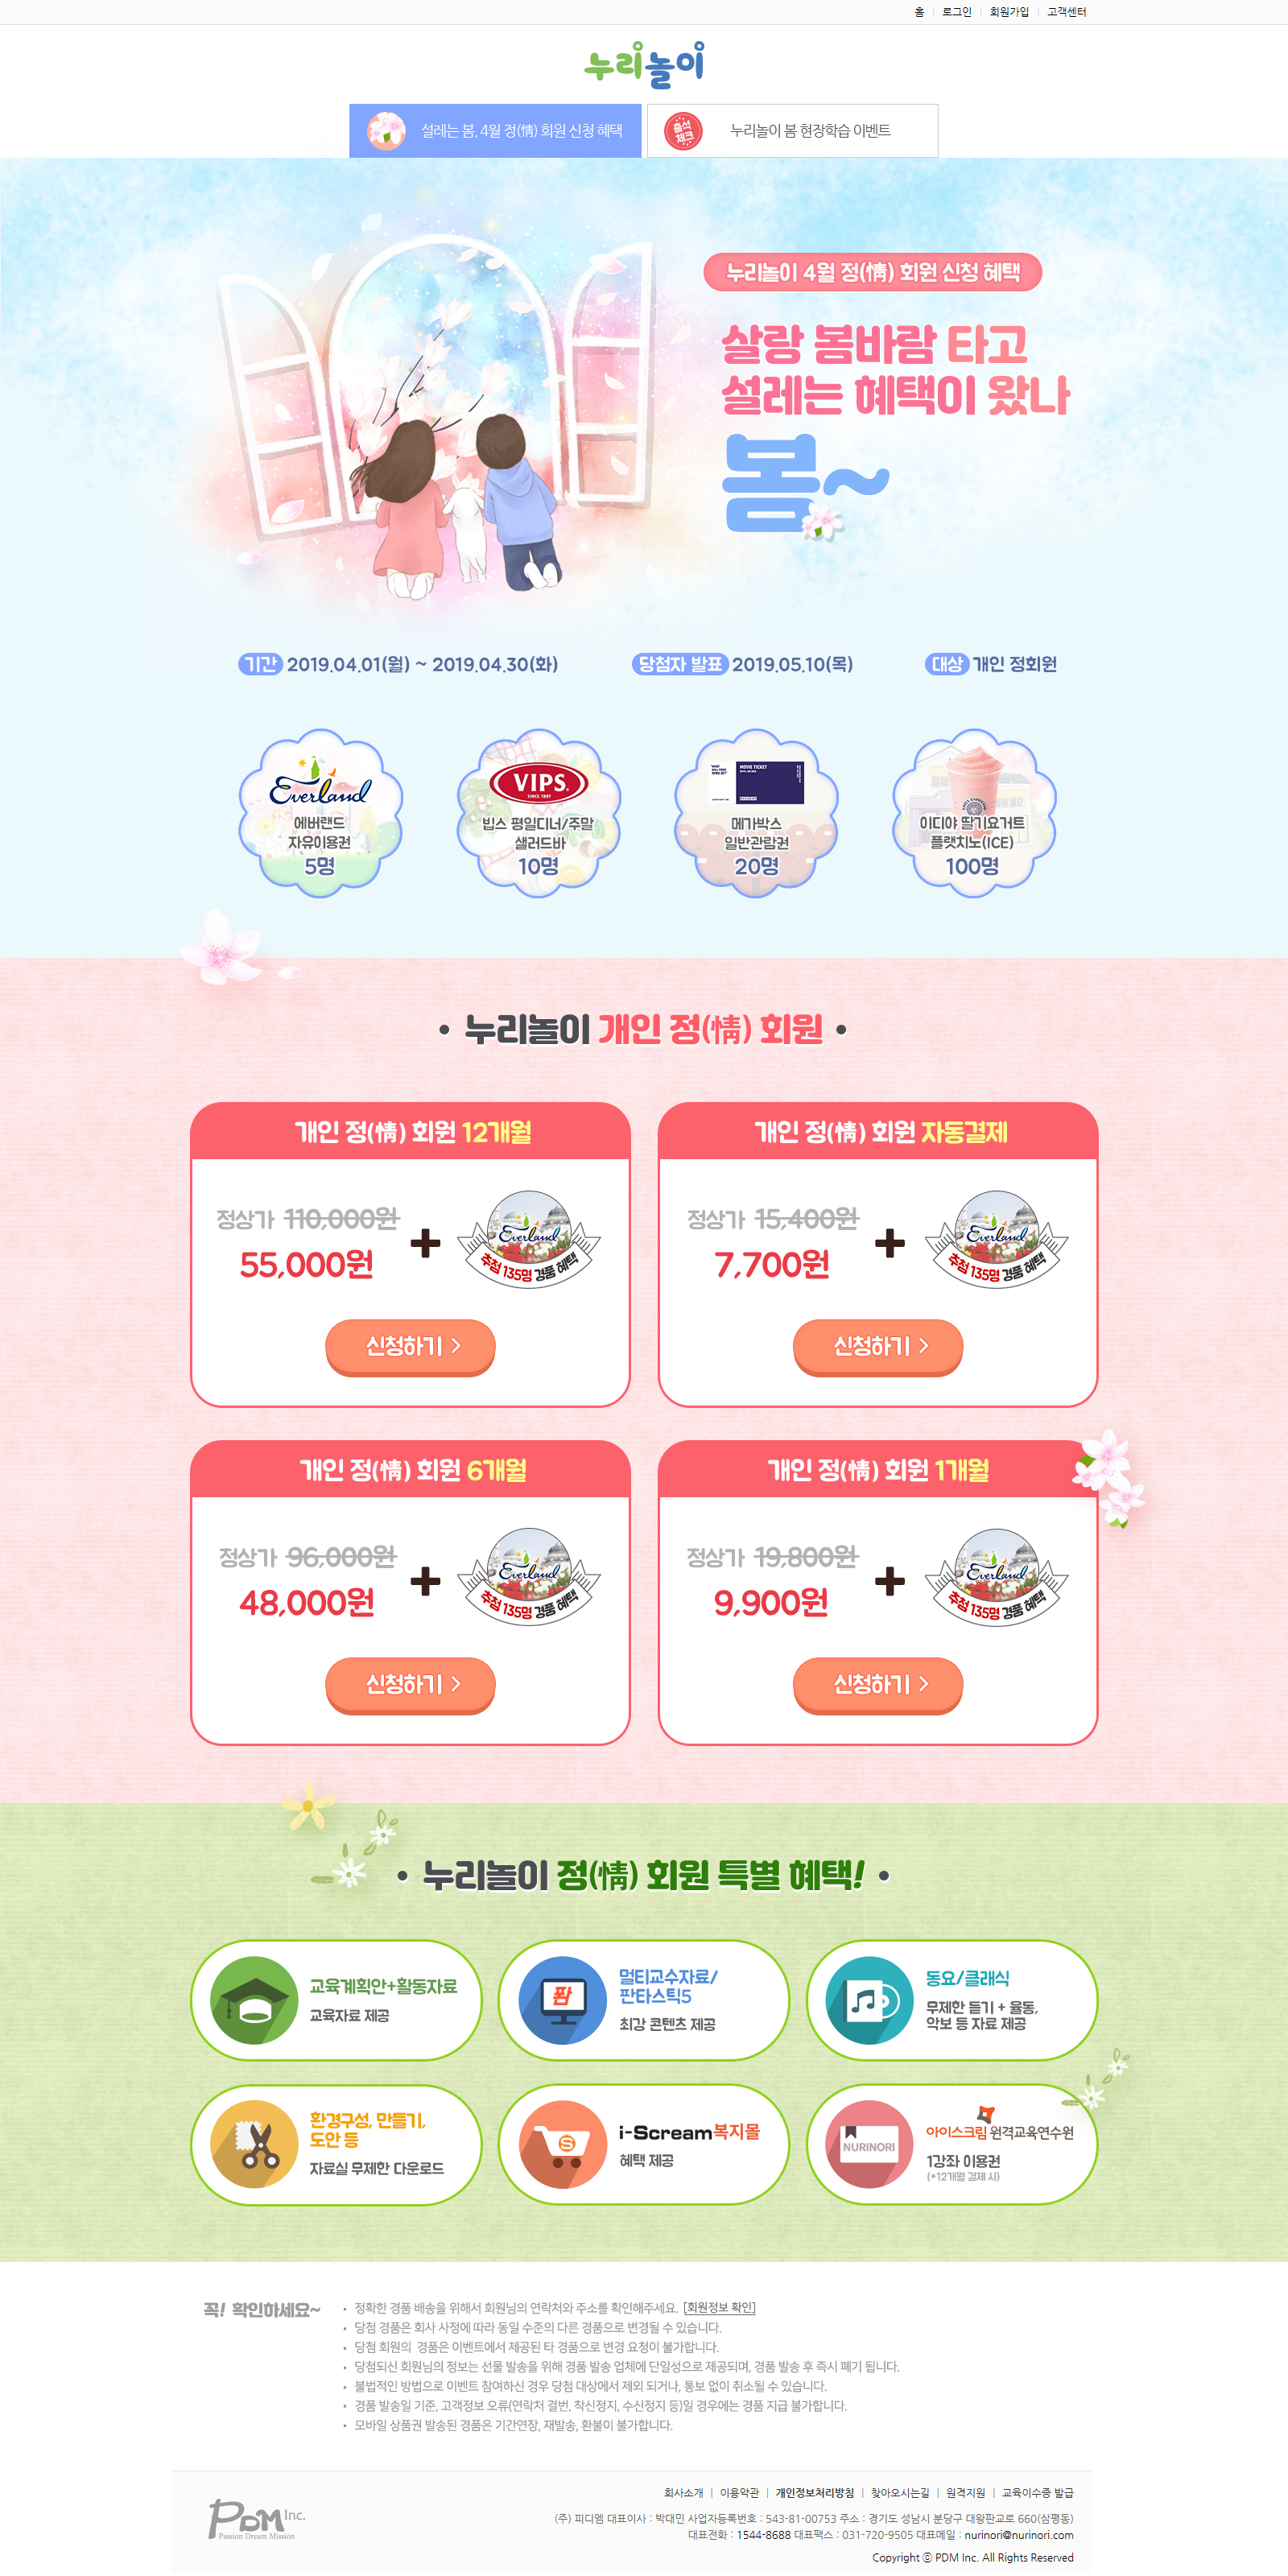 홈 | 로그인 | 회원가입 | 고객센터
누리놀이
설레는 봄, 4월 정(情) 회원 신청 혜택
출석
체크
누리놀이 봄 현장학습 이벤트
누리놀이 4월 정(情) 회원 신청 혜택
살랑 봄바람 타고
설레는 혜택이 왔나
봄~
기간 2019.04.01(월) ~ 2019.04.30(화)
당첨자 발표 2019.05.10(목)
대상 개인 정회원
Everland
에버랜드
자유이용권
5명
VIPS
SINCE 1997
빕스 평일디너/주말
샐러드바
10명
MOVIE TICKET
메가박스
일반관람권
20명
이디야 딸기요거트
플랫치노(ICE)
100명
• 누리놀이 개인 정(情) 회원 •
개인 정(情) 회원 12개월
정상가 110,000원
55,000원
+
Everland
추첨 135명 경품 혜택
신청하기 >
개인 정(情) 회원 자동결제
정상가 15,400원
7,700원
+
Everland
추첨 135명 경품 혜택
신청하기 >
개인 정(情) 회원 6개월
정상가 96,000원
48,000원
+
Everland
추첨 135명 경품 혜택
신청하기 >
개인 정(情) 회원 1개월
정상가 19,800원
9,900원
+
Everland
추첨 135명 경품 혜택
신청하기 >
• 누리놀이 정(情) 회원 특별 혜택! •
교육계획안+활동자료
교육자료 제공
판
멀티교수자료/
판타스틱5
최강 콘텐츠 제공
동요/클래식
무제한 듣기 + 율동,
악보 등 자료 제공
환경구성, 만들기,
도안 등
자료실 무제한 다운로드
i-Scream복지몰
혜택 제공
NURINORI
아이스크림 원격교육연수원
1강좌 이용권
(*12개월 결제 시)
꼭! 확인하세요~
• 정확한 경품 배송을 위해서 회원님의 연락처와 주소를 확인해주세요. [회원정보 확인]
• 당첨 경품은 회사 사정에 따라 동일 수준의 다른 경품으로 변경될 수 있습니다.
• 당첨 회원의 경품은 이벤트에서 제공된 타 경품으로 변경 요청이 불가합니다.
• 당첨되신 회원님의 정보는 선물 발송을 위해 경품 발송 업체에 단일성으로 제공되며, 경품 발송 후 즉시 폐기 됩니다.
• 불법적인 방법으로 이벤트 참여하신 경우 당첨 대상에서 제외 되거나, 통보 없이 취소될 수 있습니다.
• 경품 발송일 기준, 고객정보 오류(연락처 결번, 착신정지, 수신정지 등)일 경우에는 경품 지급 불가합니다.
• 모바일 상품권 발송된 경품은 기간연장, 재발송, 환불이 불가합니다.
PDM Inc.
Passion Dream Mission
회사소개 | 이용약관 | 개인정보처리방침 | 찾아오시는길 | 원격지원 | 교육이수증 발급
(주) 피디엠 대표이사 : 박대민 사업자등록번호 : 543-81-00753 주소 : 경기도 성남시 분당구 대왕판교로 660(삼평동)
대표전화 : 1544-8688 대표팩스 : 031-720-9505 대표메일 : nurinori@nurinori.com
Copyright ⓒ PDM Inc. All Rights Reserved